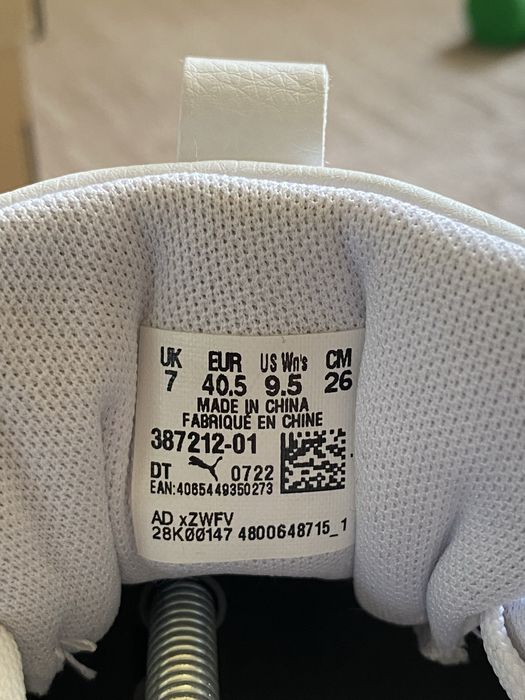 UK EUR US Wn's CM
7 40.5 9.5 26
MADE IN CHINA
FABRIQUÉ EN CHINE
387212-01
DT 0722
EAN:4065449350273
AD xZWFV
28K00147 4800648715_1